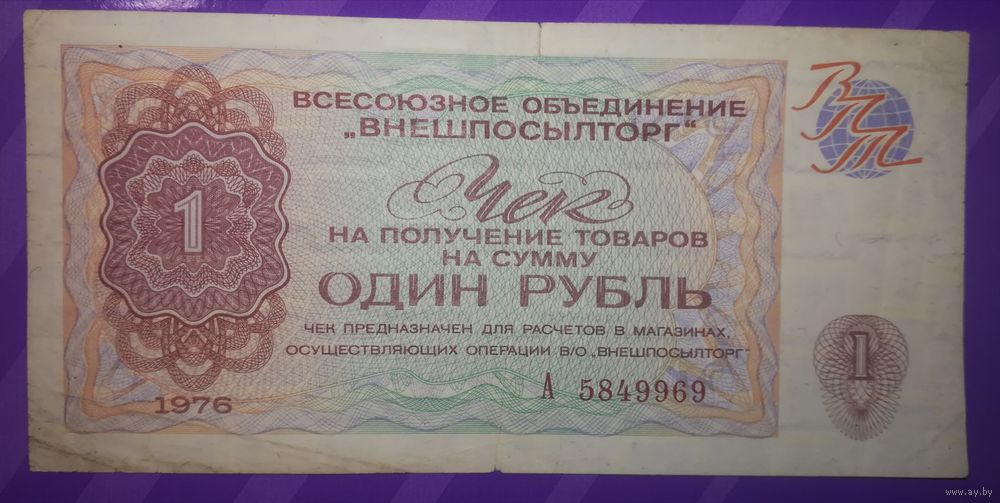 ВСЕСОЮЗНОЕ ОБЪЕДИНЕНИЕ
„ВНЕШПОСЫЛТОРГ“
ВПТ
Чек
НА ПОЛУЧЕНИЕ ТОВАРОВ
НА СУММУ
ОДИН РУБЛЬ
1
ЧЕК ПРЕДНАЗНАЧЕН ДЛЯ РАСЧЕТОВ В МАГАЗИНАХ,
ОСУЩЕСТВЛЯЮЩИХ ОПЕРАЦИИ В/О „ВНЕШПОСЫЛТОРГ“
1
А 5849969
1976
www.ay.by